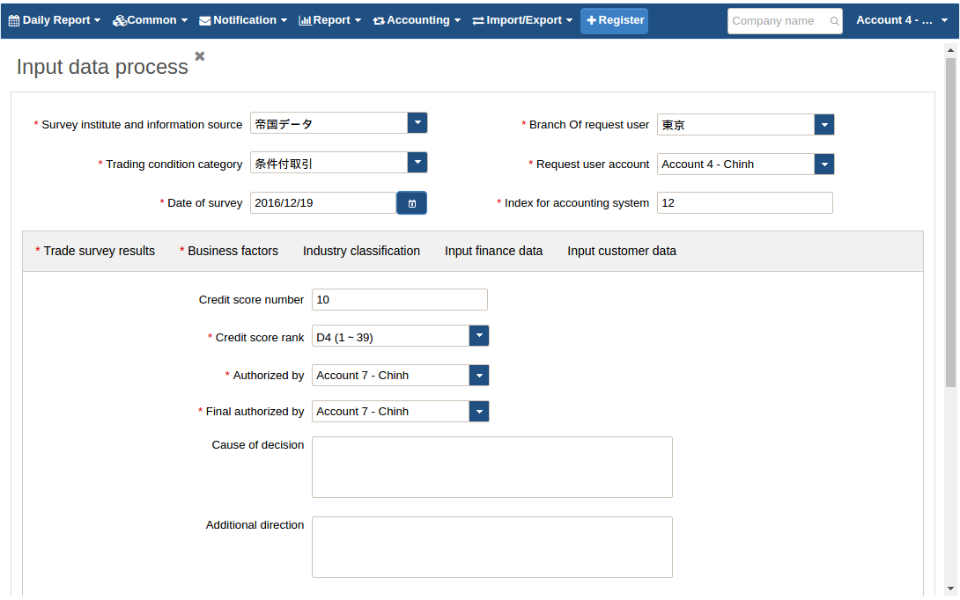 Daily Report Common Notification Report Accounting Import/Export Register Company name Account 4 - ...
Input data process
* Survey institute and information source 帝国データ * Branch Of request user 東京
* Trading condition category 条件付取引 * Request user account Account 4 - Chinh
* Date of survey 2016/12/19 * Index for accounting system 12
* Trade survey results * Business factors Industry classification Input finance data Input customer data
Credit score number 10
* Credit score rank D4 (1 ~ 39)
* Authorized by Account 7 - Chinh
* Final authorized by Account 7 - Chinh
Cause of decision
Additional direction